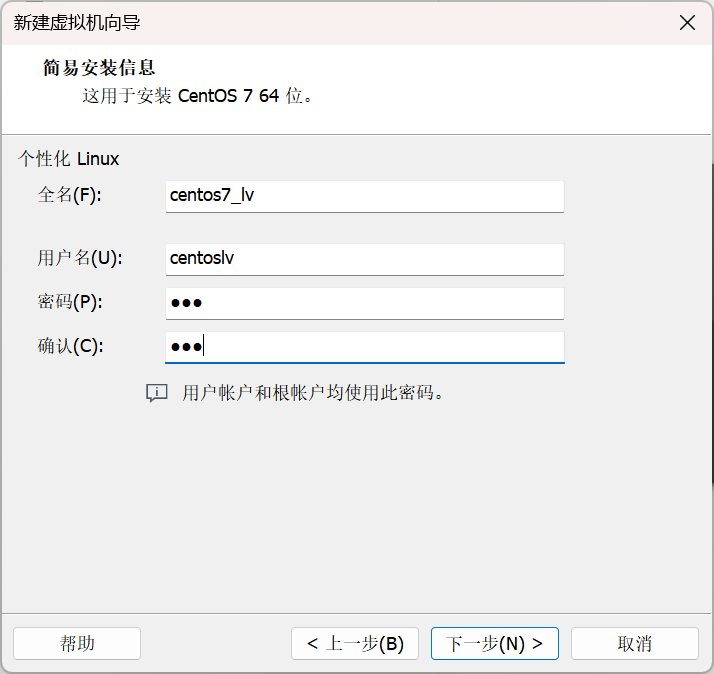 新建虚拟机向导
简易安装信息
这用于安装 CentOS 7 64 位。
个性化 Linux
全名(F): centos7_lv
用户名(U): centoslv
密码(P): ●●●
确认(C): ●●●
用户帐户和根帐户均使用此密码。
帮助 < 上一步(B) 下一步(N) > 取消